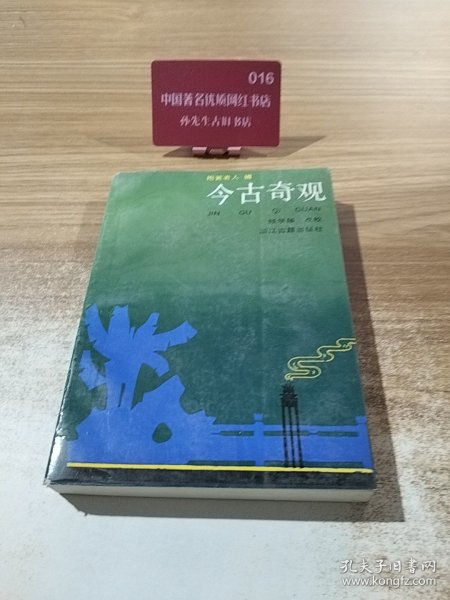 016
中国著名优质网红书店
孙先生古旧书店
抱瓮老人 编
今古奇观
JIN GU QI GUAN
点校
浙江古籍出版社
孔夫子旧书网
www.kongfz.com